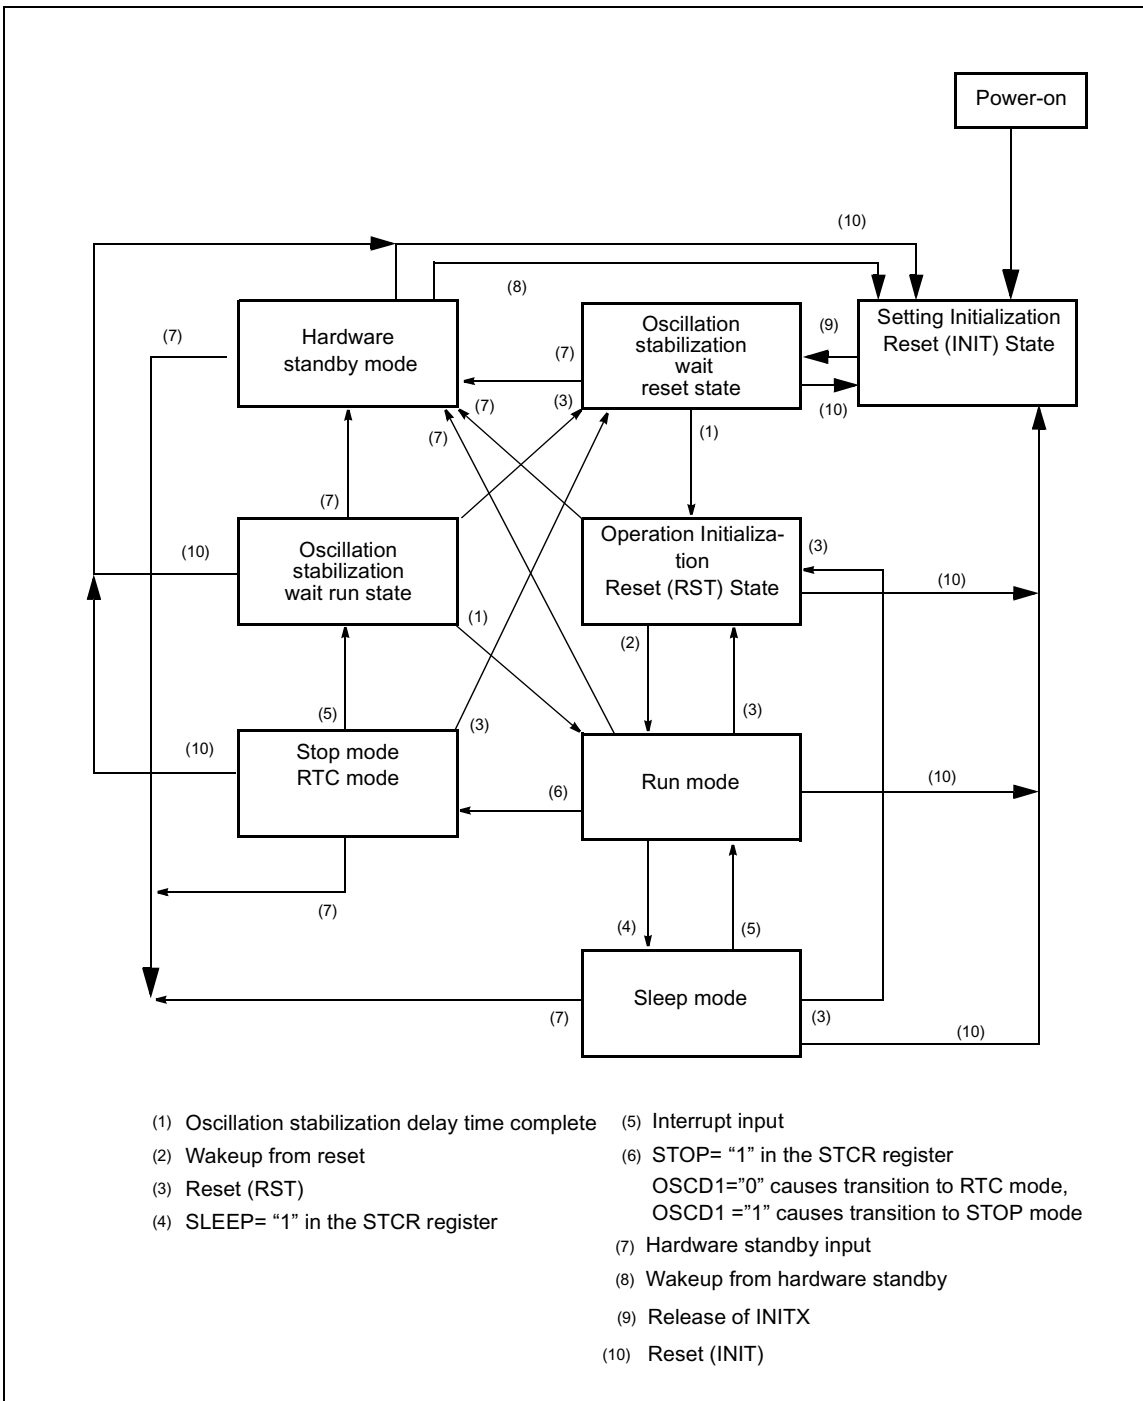 Power-on
(10)
(8)
(7)
Hardware
standby mode
(7)
Oscillation
stabilization
wait
reset state
(9)
Setting Initialization
Reset (INIT) State
(10)
(3)
(7)
(7)
(1)
(7)
(10)
Oscillation
stabilization
wait run state
Operation Initializa-
tion
Reset (RST) State
(3)
(10)
(1)
(2)
(5)
(3)
(3)
(10)
Stop mode
RTC mode
(6)
Run mode
(10)
(7)
(4)
(5)
Sleep mode
(7)
(3)
(10)
(1) Oscillation stabilization delay time complete
(2) Wakeup from reset
(3) Reset (RST)
(4) SLEEP= “1” in the STCR register
(5) Interrupt input
(6) STOP= “1” in the STCR register
OSCD1=”0” causes transition to RTC mode,
OSCD1 =”1” causes transition to STOP mode
(7) Hardware standby input
(8) Wakeup from hardware standby
(9) Release of INITX
(10) Reset (INIT)